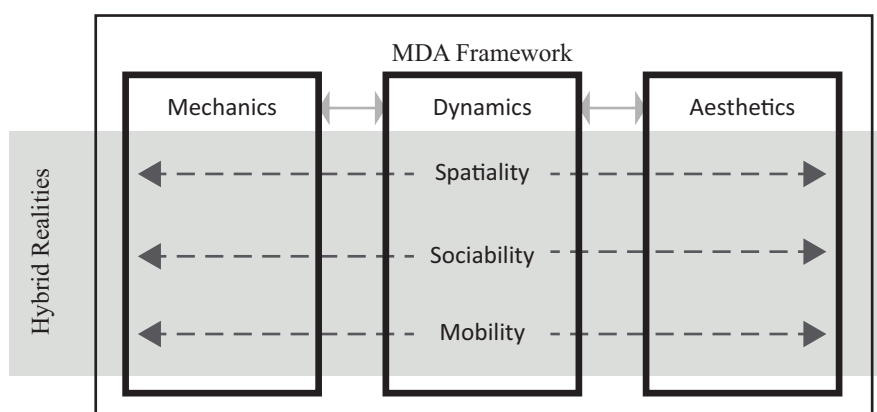 MDA Framework
Mechanics
Dynamics
Aesthetics
Hybrid Realities
Spatiality
Sociability
Mobility